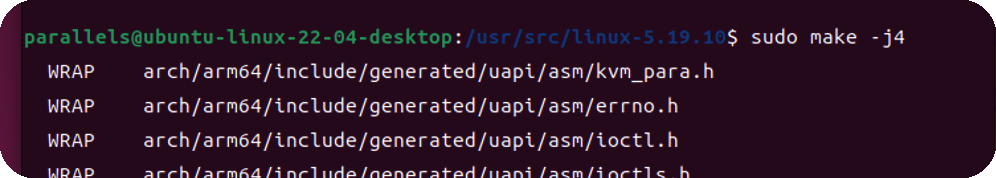 parallels@ubuntu-linux-22-04-desktop:/usr/src/linux-5.19.10$ sudo make -j4
WRAP    arch/arm64/include/generated/uapi/asm/kvm_para.h
WRAP    arch/arm64/include/generated/uapi/asm/errno.h
WRAP    arch/arm64/include/generated/uapi/asm/ioctl.h
WRAP    arch/arm64/include/generated/uapi/asm/ioctls.h